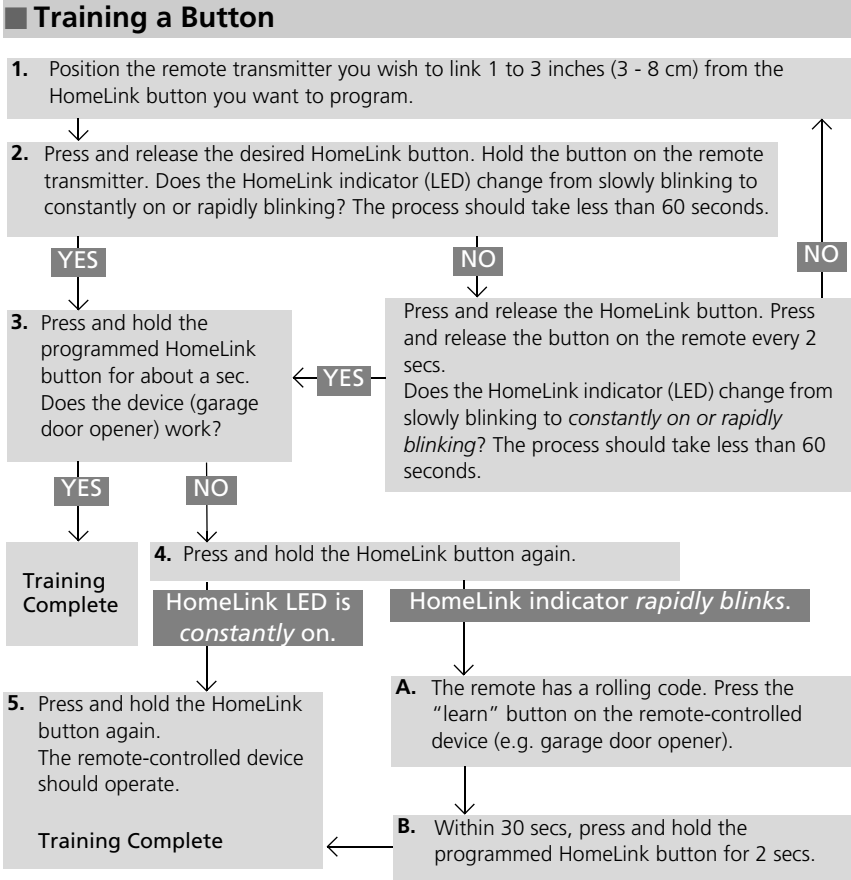 Training a Button
1. Position the remote transmitter you wish to link 1 to 3 inches (3 - 8 cm) from the
HomeLink button you want to program.
2. Press and release the desired HomeLink button. Hold the button on the remote
transmitter. Does the HomeLink indicator (LED) change from slowly blinking to
constantly on or rapidly blinking? The process should take less than 60 seconds.
YES
NO
NO
Press and release the HomeLink button. Press
and release the button on the remote every 2
secs.
Does the HomeLink indicator (LED) change from
slowly blinking to constantly on or rapidly
blinking? The process should take less than 60
seconds.
YES
3. Press and hold the
programmed HomeLink
button for about a sec.
Does the device (garage
door opener) work?
YES
NO
Training
Complete
4. Press and hold the HomeLink button again.
HomeLink LED is
constantly on.
HomeLink indicator rapidly blinks.
5. Press and hold the HomeLink
button again.
The remote-controlled device
should operate.
Training Complete
A. The remote has a rolling code. Press the
“learn” button on the remote-controlled
device (e.g. garage door opener).
B. Within 30 secs, press and hold the
programmed HomeLink button for 2 secs.